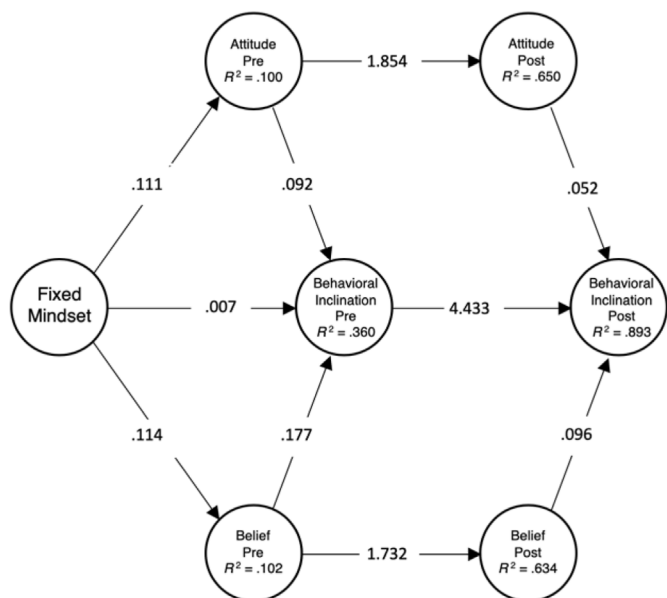 Attitude
Pre
R² = .100
1.854
Attitude
Post
R² = .650
.111
.092
.052
Fixed
Mindset
.007
Behavioral
Inclination
Pre
R² = .360
4.433
Behavioral
Inclination
Post
R² = .893
.114
.177
.096
Belief
Pre
R² = .102
1.732
Belief
Post
R² = .634